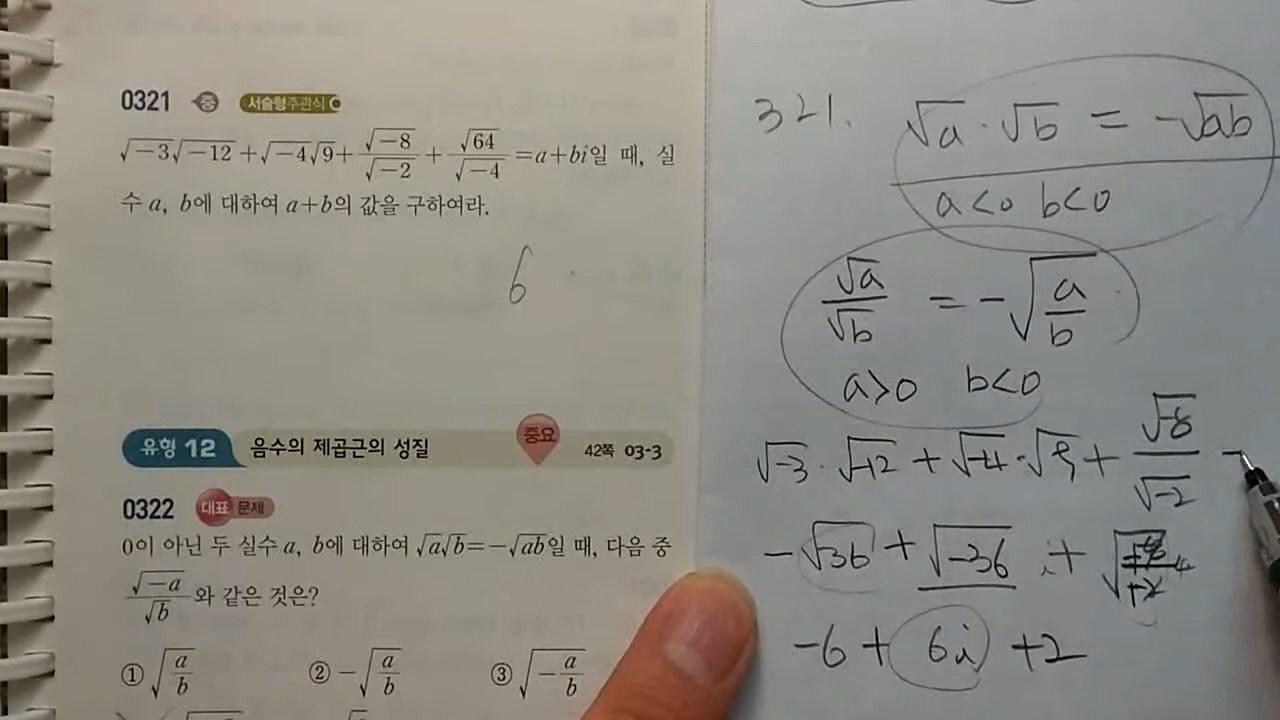 0321 중 서술형주관식
√-3√-12+√-4√9+√-8/√-2+√64/√-4=a+bi일 때, 실
수 a, b에 대하여 a+b의 값을 구하여라.
6
유형 12 음수의 제곱근의 성질 중요 42쪽 03-3
0322 대표 문제
0이 아닌 두 실수 a, b에 대하여 √a√b=-√ab일 때, 다음 중
√-a/√b 와 같은 것은?
① √a/b ② -√a/b ③ √-a/b
321. √a·√b = -√ab
a<0 b<0
√a/√b = -√a/b
a>0 b<0
√-3·√-12+√-4·√9+√-8/√-2
-√36+√-36 i+
-6+6i+2